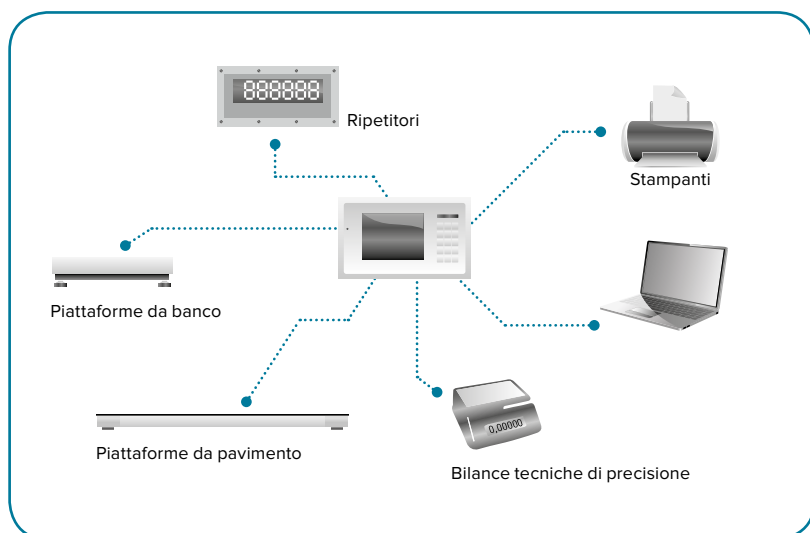 888888
Ripetitori
Stampanti
Piattaforme da banco
0,00000
Piattaforme da pavimento
Bilance tecniche di precisione